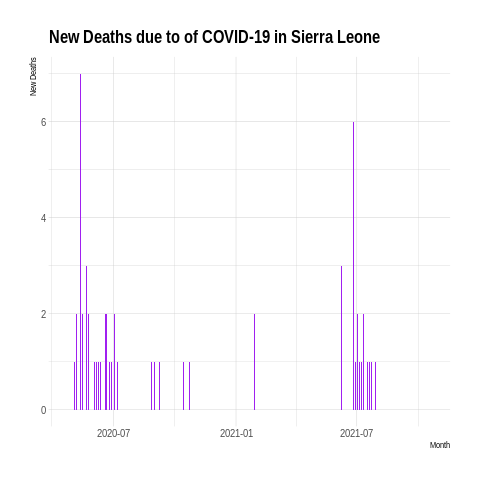 New Deaths due to of COVID-19 in Sierra Leone
New Deaths
6
4
2
0
2020-07
2021-01
2021-07
Month